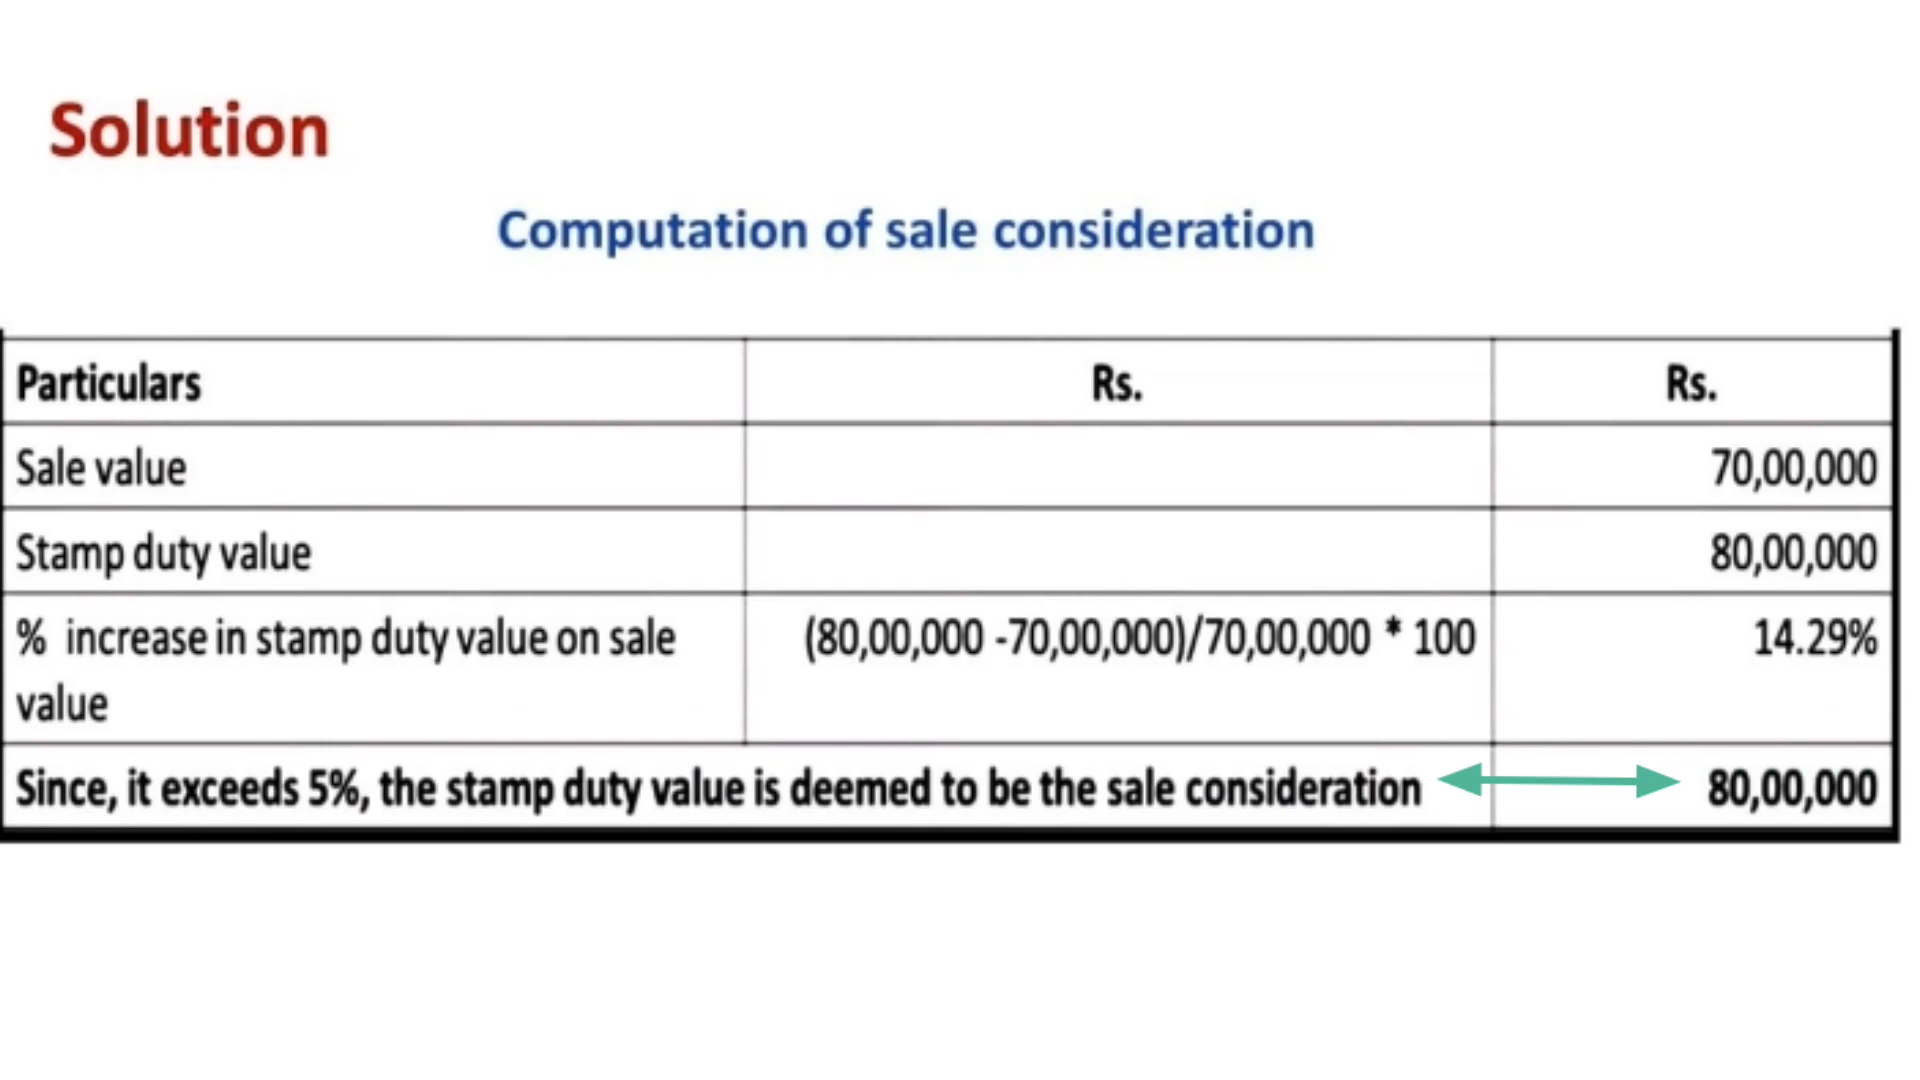 Solution
Computation of sale consideration
Particulars Rs. Rs.
Sale value 70,00,000
Stamp duty value 80,00,000
% increase in stamp duty value on sale (80,00,000 -70,00,000)/70,00,000 * 100 14.29%
value
Since, it exceeds 5%, the stamp duty value is deemed to be the sale consideration 80,00,000